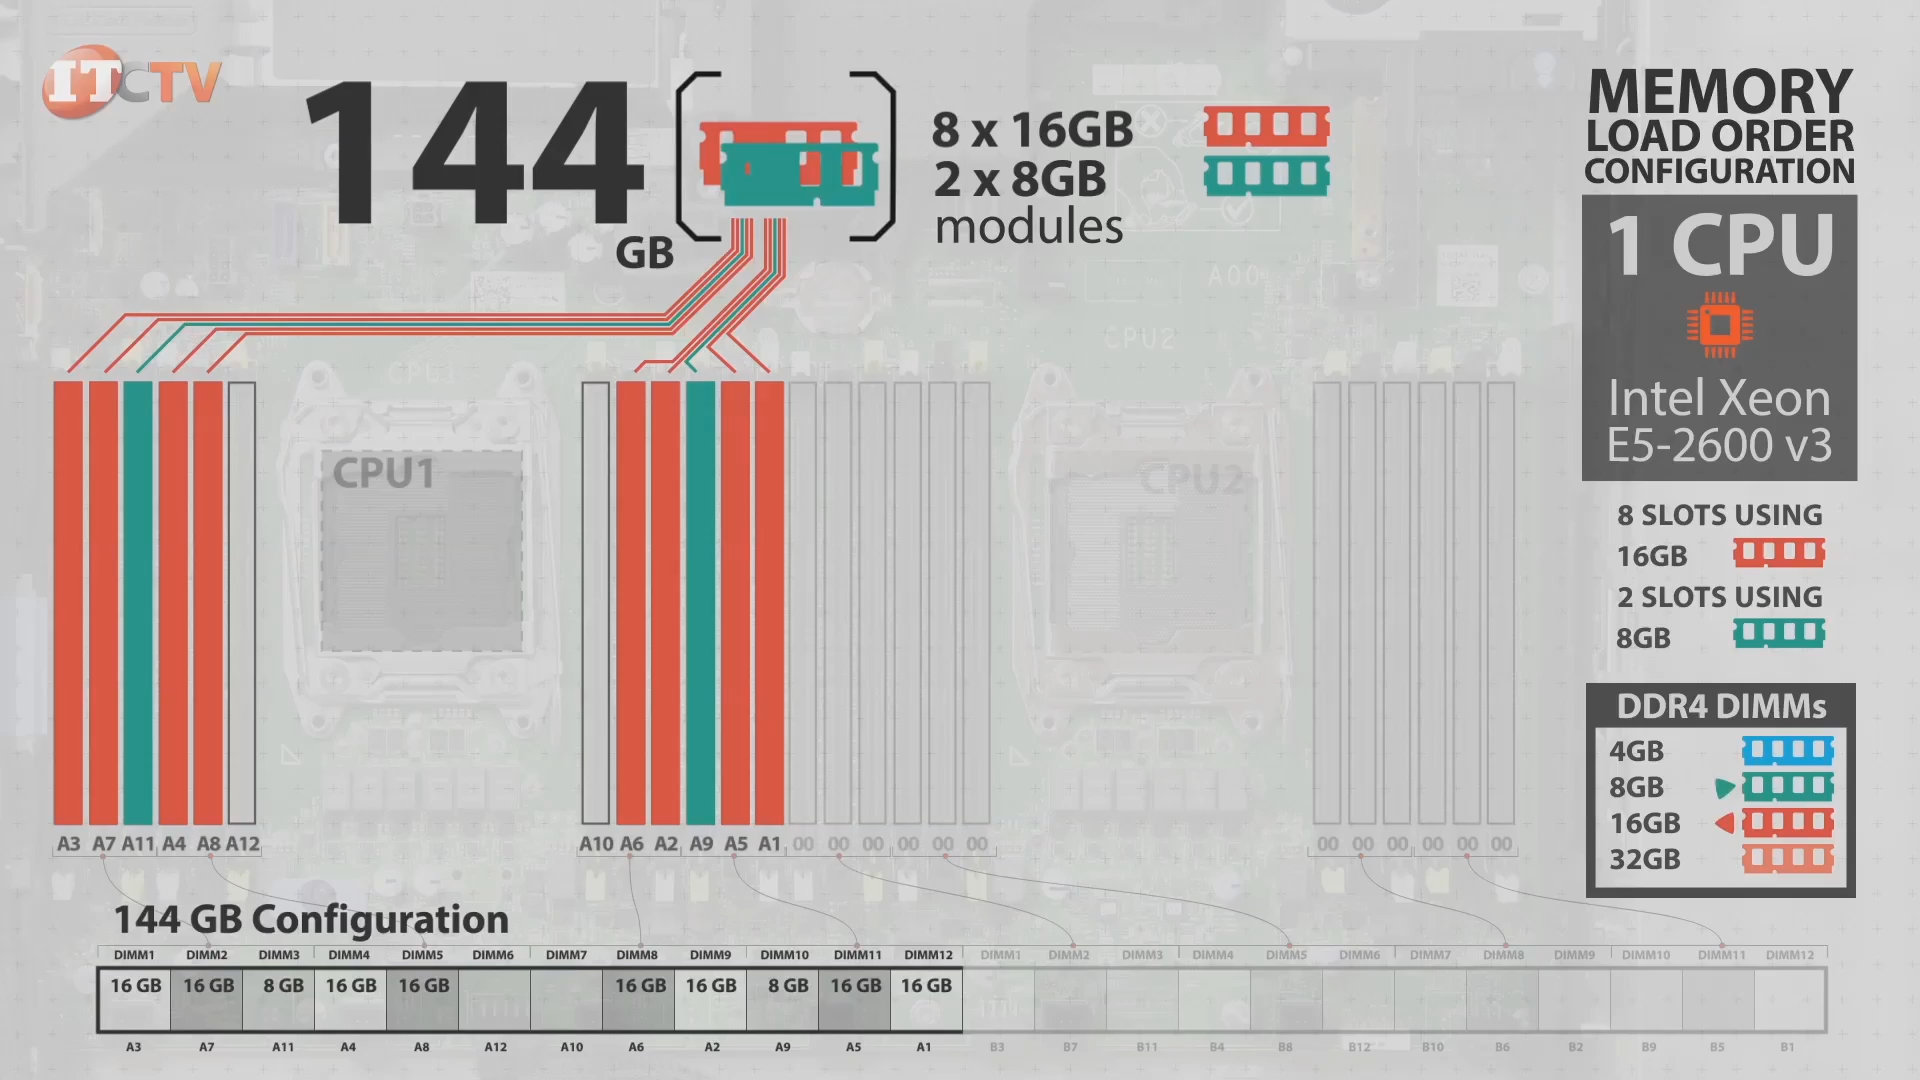 ITCTV
144
GB
8 x 16GB
2 x 8GB
modules
MEMORY
LOAD ORDER
CONFIGURATION
1 CPU
Intel Xeon
E5-2600 v3
8 SLOTS USING
16GB
2 SLOTS USING
8GB
DDR4 DIMMs
4GB
8GB
16GB
32GB
A00
CPU2
CPU1
CPU1
CPU2
A3 A7 A11 A4 A8 A12
A10 A6 A2 A9 A5 A1 00 00 00 00 00 00
00 00 00 00 00 00
144 GB Configuration
DIMM1 DIMM2 DIMM3 DIMM4 DIMM5 DIMM6 DIMM7 DIMM8 DIMM9 DIMM10 DIMM11 DIMM12 DIMM1 DIMM2 DIMM3 DIMM4 DIMM5 DIMM6 DIMM7 DIMM8 DIMM9 DIMM10 DIMM11 DIMM12
16 GB 16 GB 8 GB 16 GB 16 GB 16 GB 16 GB 8 GB 16 GB 16 GB
A3 A7 A11 A4 A8 A12 A10 A6 A2 A9 A5 A1 B3 B7 B11 B4 B8 B12 B10 B6 B2 B9 B5 B1